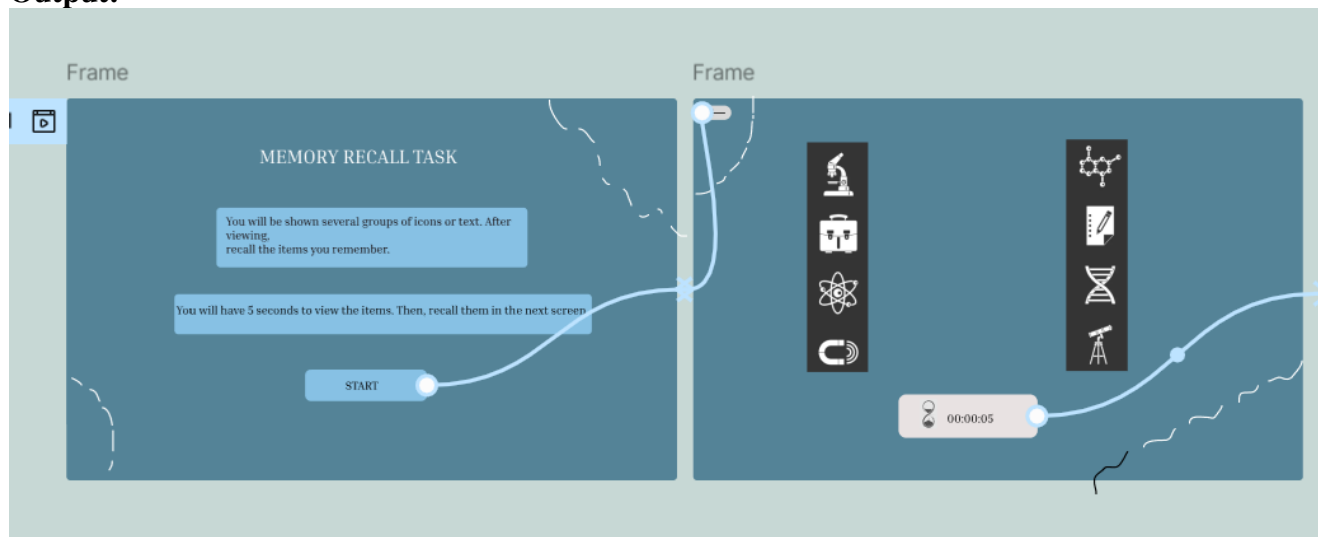 Output:
Frame
Frame
MEMORY RECALL TASK
You will be shown several groups of icons or text. After
viewing,
recall the items you remember.
You will have 5 seconds to view the items. Then, recall them in the next screen
START
00:00:05